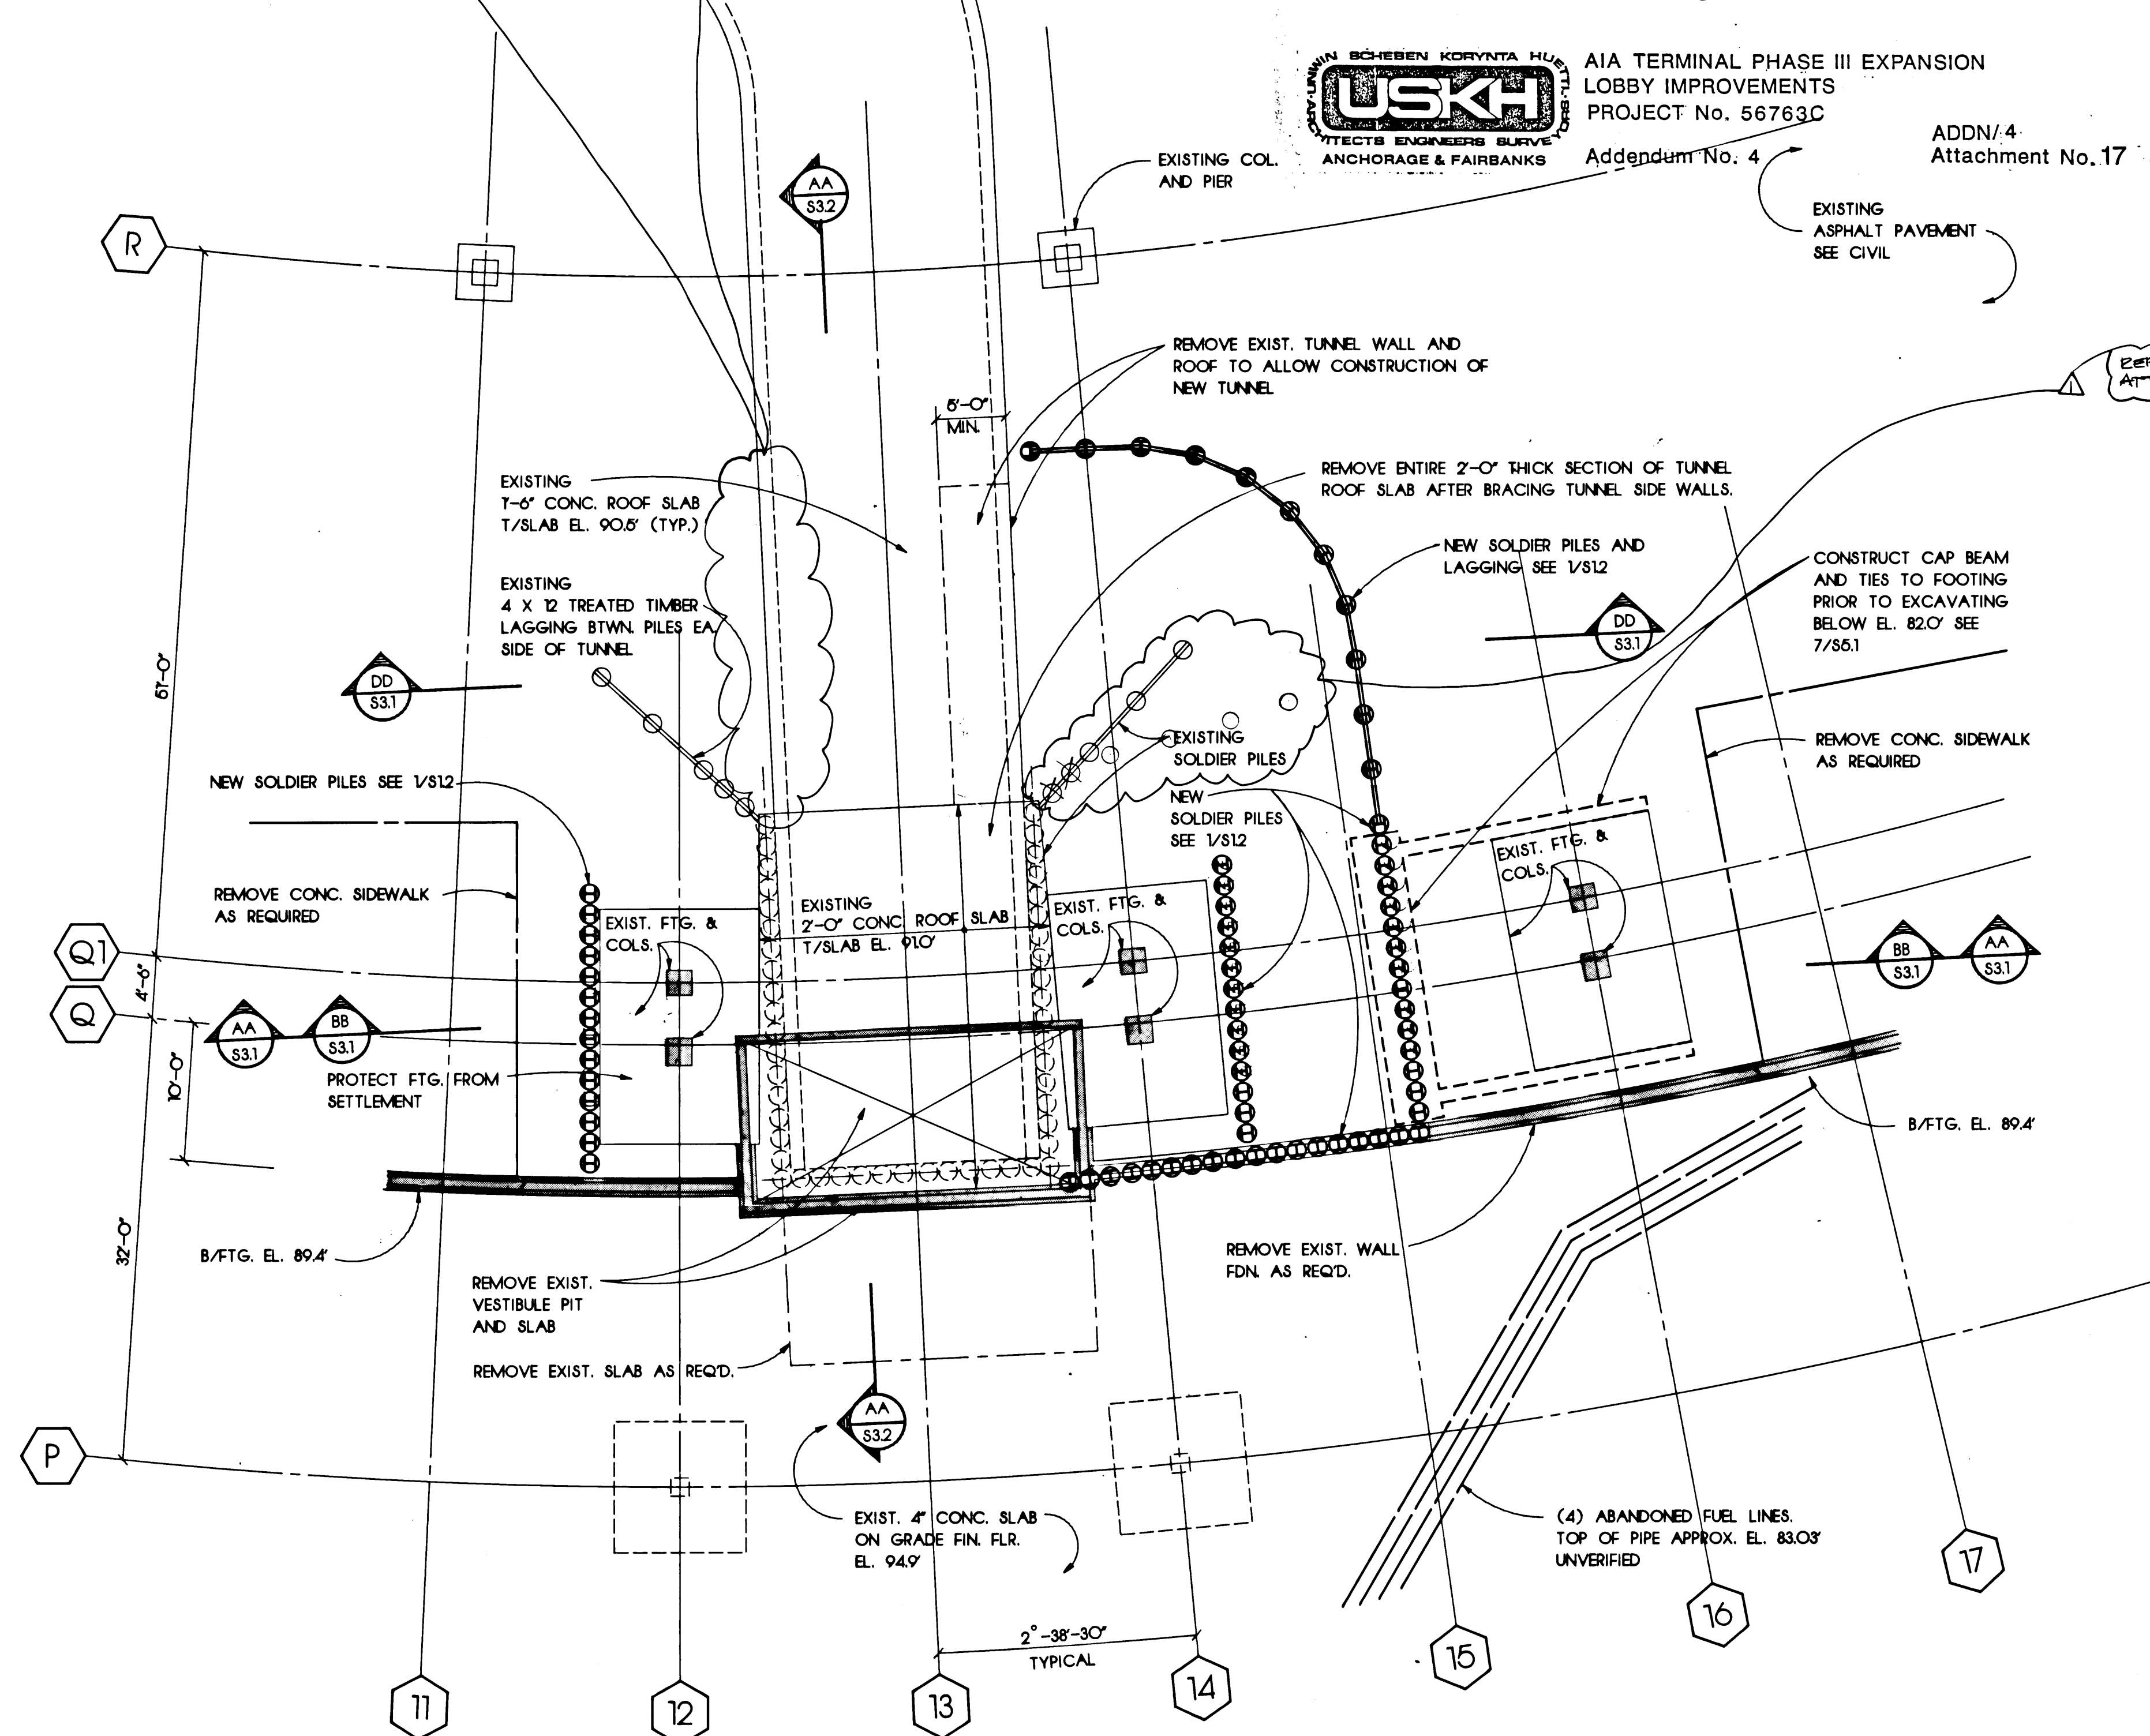 ARCHITECTS ENGINEERS SURVEYORS
UNWIN SCHEBEN KORYNTA HUETTL
USKH
ANCHORAGE & FAIRBANKS
AIA TERMINAL PHASE III EXPANSION
LOBBY IMPROVEMENTS
PROJECT No. 56763C
Addendum No. 4
ADDN/4
Attachment No. 17
EXISTING COL.
AND PIER
EXISTING
ASPHALT PAVEMENT
SEE CIVIL
AA
S3.2
R
REMOVE EXIST. TUNNEL WALL AND
ROOF TO ALLOW CONSTRUCTION OF
NEW TUNNEL
5'-0"
MIN.
1
EXISTING
1'-6" CONC. ROOF SLAB
T/SLAB EL. 90.5' (TYP.)
REMOVE ENTIRE 2'-0" THICK SECTION OF TUNNEL
ROOF SLAB AFTER BRACING TUNNEL SIDE WALLS.
NEW SOLDIER PILES AND
LAGGING SEE 1/S1.2
CONSTRUCT CAP BEAM
AND TIES TO FOOTING
PRIOR TO EXCAVATING
BELOW EL. 82.0' SEE
7/S5.1
EXISTING
4 X 12 TREATED TIMBER
LAGGING BTWN. PILES EA.
SIDE OF TUNNEL
DD
S3.1
DD
S3.1
EXISTING
SOLDIER PILES
REMOVE CONC. SIDEWALK
AS REQUIRED
NEW SOLDIER PILES SEE 1/S1.2
NEW
SOLDIER PILES
SEE 1/S1.2
EXIST. FTG. &
COLS.
REMOVE CONC. SIDEWALK
AS REQUIRED
EXISTING
2'-0" CONC. ROOF SLAB
T/SLAB EL. 91.0'
EXIST. FTG. &
COLS.
EXIST. FTG. &
COLS.
Q1
4'-6"
Q
10'-0"
32'-0"
AA
S3.1
BB
S3.1
BB
S3.1
AA
S3.1
PROTECT FTG. FROM
SETTLEMENT
B/FTG. EL. 89.4'
B/FTG. EL. 89.4'
REMOVE EXIST. WALL
FDN. AS REQ'D.
REMOVE EXIST.
VESTIBULE PIT
AND SLAB
REMOVE EXIST. SLAB AS REQ'D.
AA
S3.2
P
EXIST. 4" CONC. SLAB
ON GRADE FIN. FLR.
EL. 94.9'
(4) ABANDONED FUEL LINES.
TOP OF PIPE APPROX. EL. 83.03'
UNVERIFIED
2°-38'-30"
TYPICAL
11
12
13
14
15
16
17